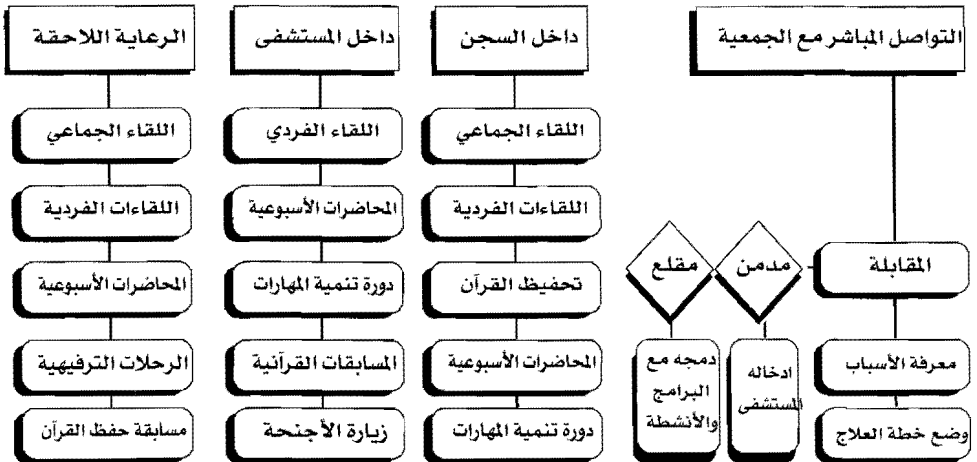 التواصل المباشر مع الجمعية
المقابلة
مدمن
مقلع
معرفة الأسباب
وضع خطة العلاج
ادخاله
المستشفى
دمجه مع
البرامج
والأنشطة
داخل السجن
اللقاء الجماعي
اللقاءات الفردية
تحفيظ القرآن
المحاضرات الأسبوعية
دورة تنمية المهارات
داخل المستشفى
اللقاء الفردي
المحاضرات الأسبوعية
دورة تنمية المهارات
المسابقات القرآنية
زيارة الأجنحة
الرعاية اللاحقة
اللقاء الجماعي
اللقاءات الفردية
المحاضرات الأسبوعية
الرحلات الترفيهية
مسابقة حفظ القرآن